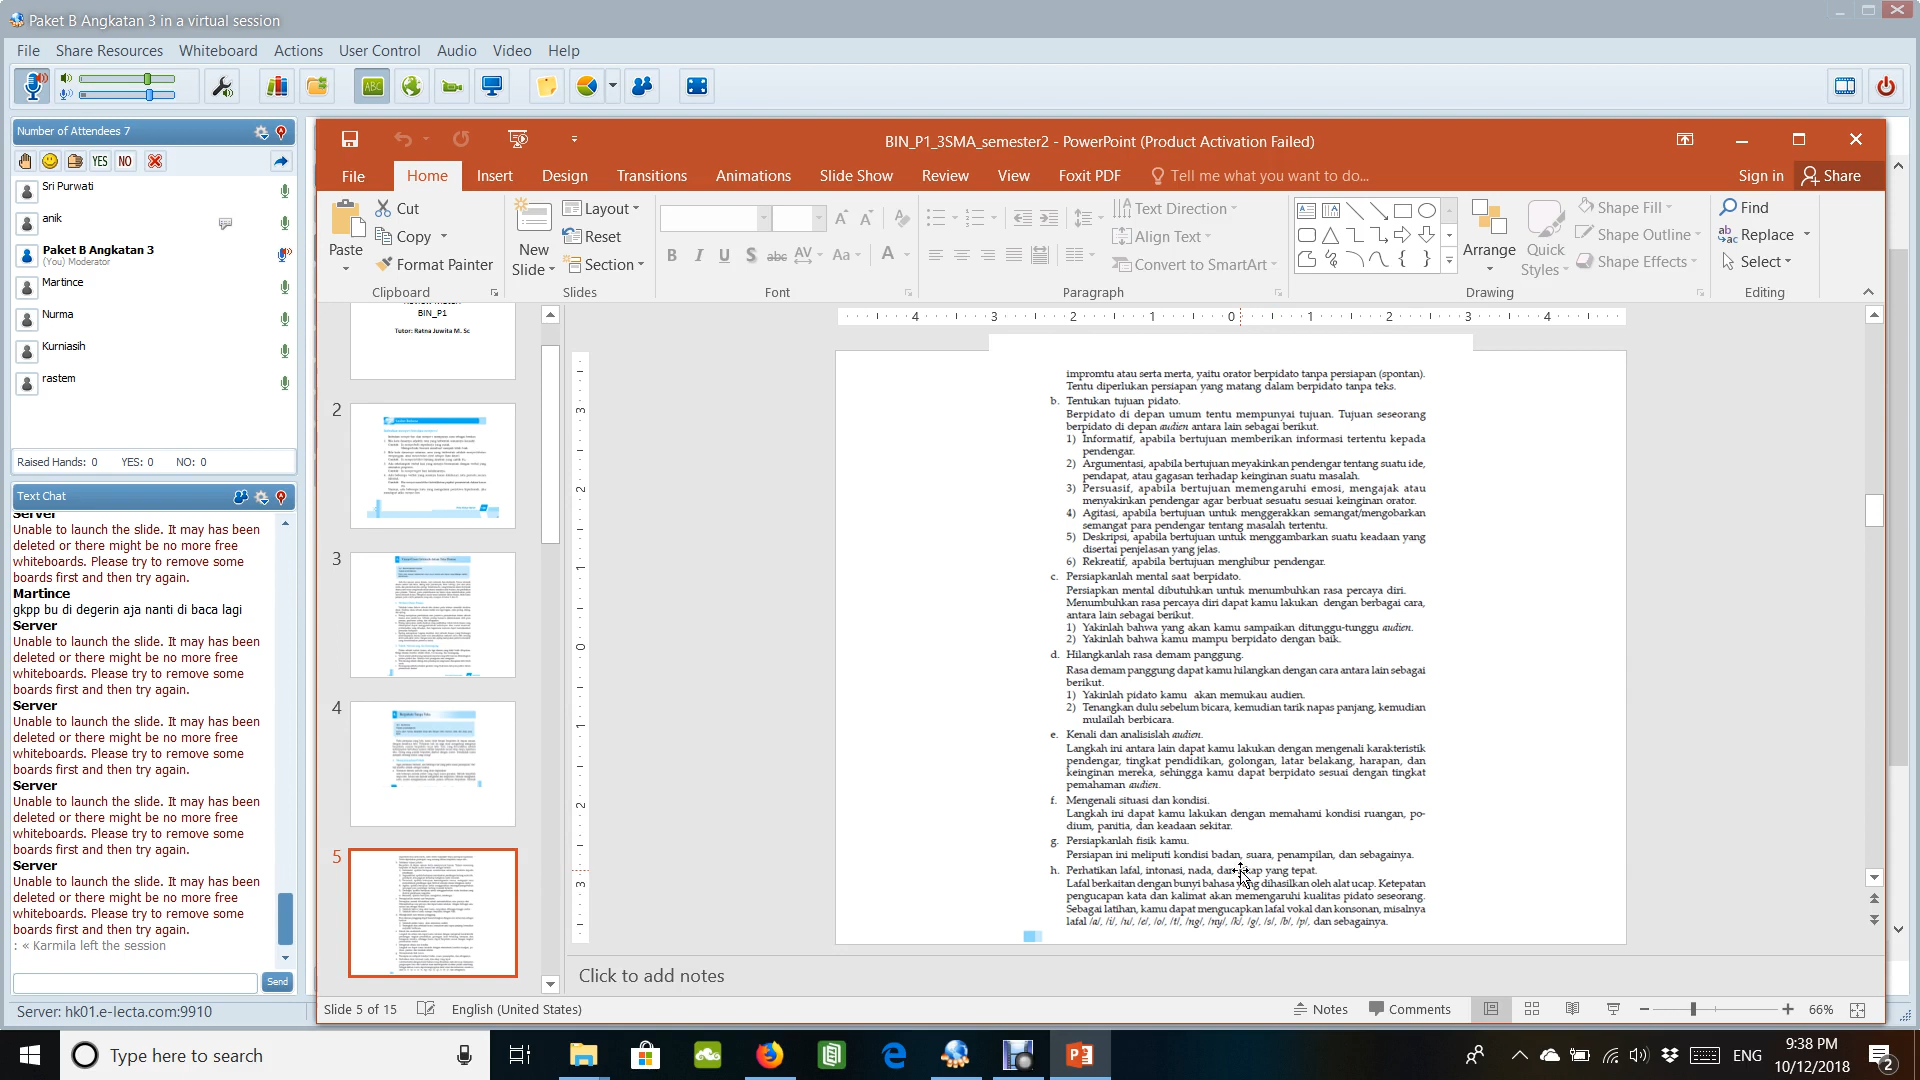 Paket B Angkatan 3 in a virtual session
File Share Resources Whiteboard Actions User Control Audio Video Help
Number of Attendees 7
YES NO
Sri Purwati
anik
Paket B Angkatan 3
(You) Moderator
Martince
Nurma
Kurniasih
rastem
Raised Hands: 0 YES: 0 NO: 0
Text Chat
Server
Unable to launch the slide. It may has been
deleted or there might be no more free
whiteboards. Please try to remove some
boards first and then try again.
Martince
gkpp bu di degerin aja nanti di baca lagi
Server
Unable to launch the slide. It may has been
deleted or there might be no more free
whiteboards. Please try to remove some
boards first and then try again.
Server
Unable to launch the slide. It may has been
deleted or there might be no more free
whiteboards. Please try to remove some
boards first and then try again.
Server
Unable to launch the slide. It may has been
deleted or there might be no more free
whiteboards. Please try to remove some
boards first and then try again.
Server
Unable to launch the slide. It may has been
deleted or there might be no more free
whiteboards. Please try to remove some
boards first and then try again.
: « Karmila left the session
Send
Server: hk01.e-lecta.com:9910
BIN_P1_3SMA_semester2 - PowerPoint (Product Activation Failed)
File Home Insert Design Transitions Animations Slide Show Review View Foxit PDF Tell me what you want to do... Sign in Share
Paste
Cut
Copy
Format Painter
Clipboard
New
Slide
Layout
Reset
Section
Slides
B I U S abc AV Aa A
Font
Text Direction
Align Text
Convert to SmartArt
Paragraph
Arrange
Quick
Styles
Shape Fill
Shape Outline
Shape Effects
Drawing
Find
Replace
Select
Editing
BIN_P1
Tutor: Ratna Juwita M. Sc
2
3
4
5
4 3 2 1 0 1 2 3 4
3
2
1
0
1
2
3
impromtu atau serta merta, yaitu orator berpidato tanpa persiapan (spontan).
Tentu diperlukan persiapan yang matang dalam berpidato tanpa teks.
b. Tentukan tujuan pidato.
Berpidato di depan umum tentu mempunyai tujuan. Tujuan seseorang
berpidato di depan audien antara lain sebagai berikut.
1) Informatif, apabila bertujuan memberikan informasi tertentu kepada
pendengar.
2) Argumentasi, apabila bertujuan meyakinkan pendengar tentang suatu ide,
pendapat, atau gagasan terhadap keinginan suatu masalah.
3) Persuasif, apabila bertujuan memengaruhi emosi, mengajak atau
menyakinkan pendengar agar berbuat sesuatu sesuai keinginan orator.
4) Agitasi, apabila bertujuan untuk menggerakkan semangat/mengobarkan
semangat para pendengar tentang masalah tertentu.
5) Deskripsi, apabila bertujuan untuk menggambarkan suatu keadaan yang
disertai penjelasan yang jelas.
6) Rekreatif, apabila bertujuan menghibur pendengar.
c. Persiapkanlah mental saat berpidato.
Persiapkan mental dibutuhkan untuk menumbuhkan rasa percaya diri.
Menumbuhkan rasa percaya diri dapat kamu lakukan dengan berbagai cara,
antara lain sebagai berikut.
1) Yakinlah bahwa yang akan kamu sampaikan ditunggu-tunggu audien.
2) Yakinlah bahwa kamu mampu berpidato dengan baik.
d. Hilangkanlah rasa demam panggung.
Rasa demam panggung dapat kamu hilangkan dengan cara antara lain sebagai
berikut.
1) Yakinlah pidato kamu akan memukau audien.
2) Tenangkan dulu sebelum bicara, kemudian tarik napas panjang, kemudian
mulailah berbicara.
e. Kenali dan analisislah audien.
Langkah ini antara lain dapat kamu lakukan dengan mengenali karakteristik
pendengar, tingkat pendidikan, golongan, latar belakang, harapan, dan
keinginan mereka, sehingga kamu dapat berpidato sesuai dengan tingkat
pemahaman audien.
f. Mengenali situasi dan kondisi.
Langkah ini dapat kamu lakukan dengan memahami kondisi ruangan, po-
dium, panitia, dan keadaan sekitar.
g. Persiapkanlah fisik kamu.
Persiapan ini meliputi kondisi badan, suara, penampilan, dan sebagainya.
h. Perhatikan lafal, intonasi, nada, dan sikap yang tepat.
Lafal berkaitan dengan bunyi bahasa yang dihasilkan oleh alat ucap. Ketepatan
pengucapan kata dan kalimat akan memengaruhi kualitas pidato seseorang.
Sebagai latihan, kamu dapat mengucapkan lafal vokal dan konsonan, misalnya
lafal /a/, /i/, /u/, /e/, /o/, /t/, /ng/, /ny/, /k/, /g/, /s/, /b/, /p/, dan sebagainya.
Click to add notes
Slide 5 of 15 English (United States) Notes Comments 66%
Type here to search
ENG
9:38 PM
10/12/2018
2